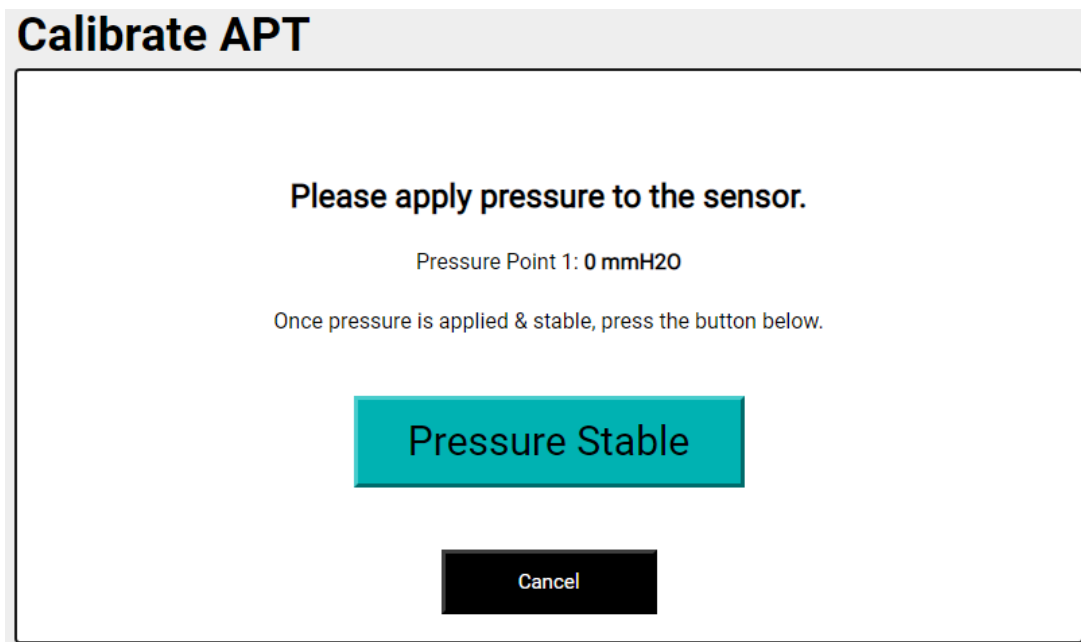 Calibrate APT
Please apply pressure to the sensor.
Pressure Point 1: 0 mmH2O
Once pressure is applied & stable, press the button below.
Pressure Stable
Cancel